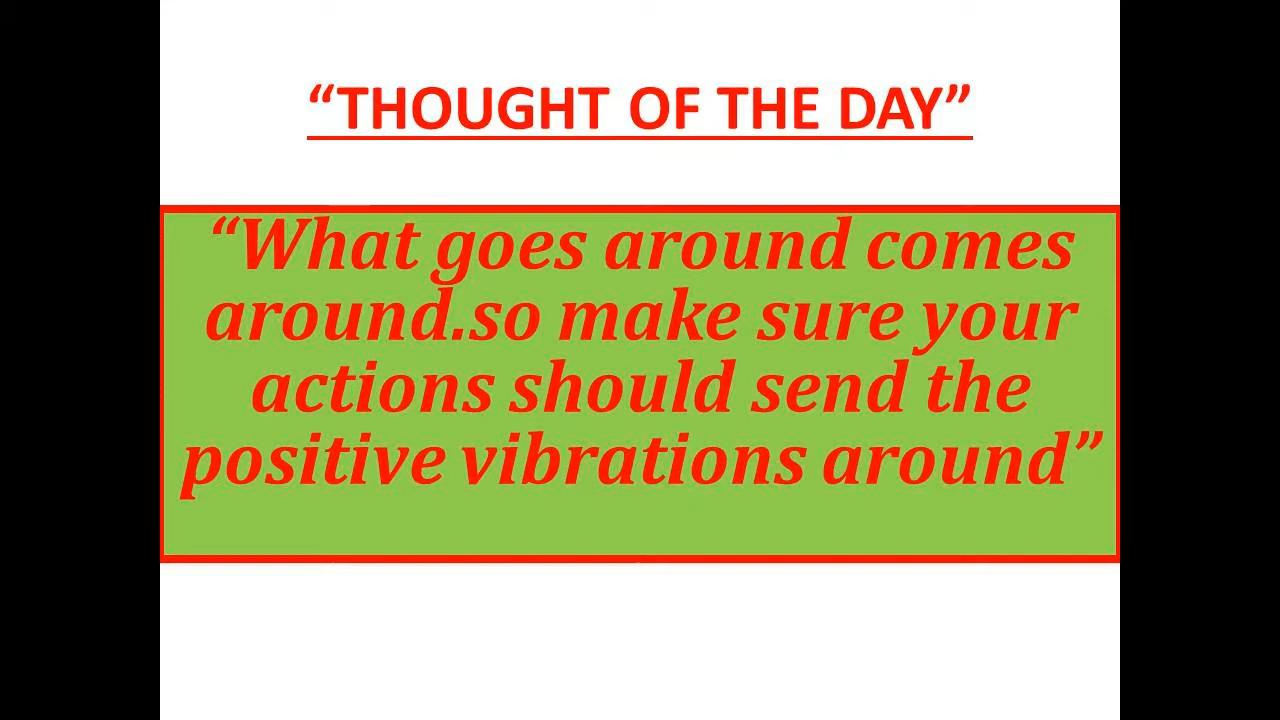 “THOUGHT OF THE DAY”
“What goes around comes
around.so make sure your
actions should send the
positive vibrations around”